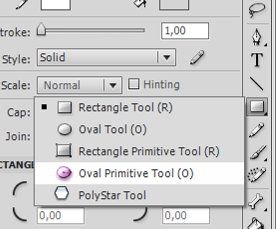 Stroke: 1,00
Style: Solid
Scale: Normal Hinting
Cap:
Rectangle Tool (R)
Oval Tool (O)
Join:
Rectangle Primitive Tool (R)
Oval Primitive Tool (O)
PolyStar Tool
0,00 0,00